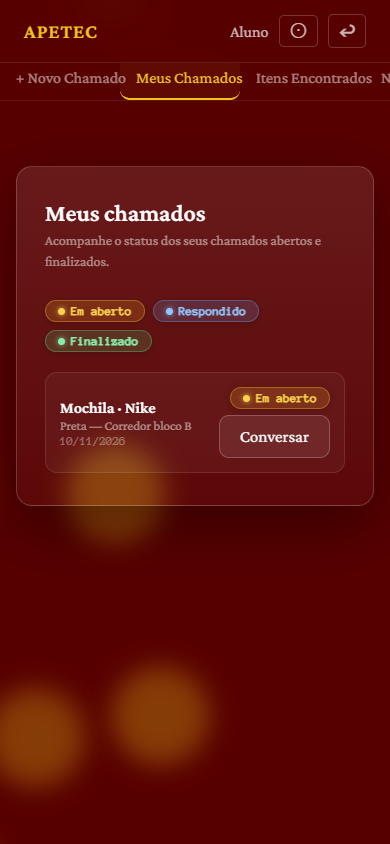 APETEC
Aluno
+ Novo Chamado Meus Chamados Itens Encontrados N
Meus chamados
Acompanhe o status dos seus chamados abertos e
finalizados.
Em aberto Respondido
Finalizado
Em aberto
Mochila · Nike
Preta — Corredor bloco B
10/11/2026
Conversar